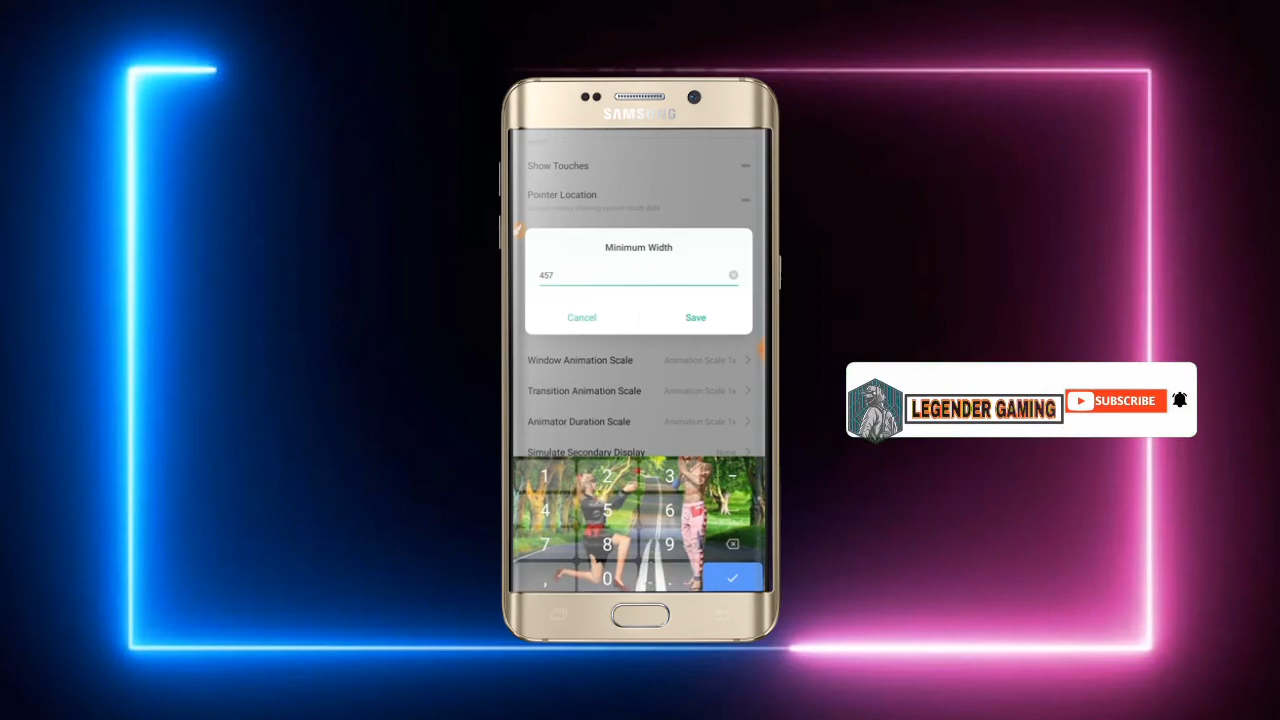 SAMSUNG
Show Touches
Pointer Location
Minimum Width
457
Cancel
Save
Window Animation Scale
Animation Scale 1x
Transition Animation Scale
Animation Scale 1x
Animator Duration Scale
Animation Scale 1x
Simulate Secondary Display
None
LEGENDER GAMING
SUBSCRIBE
1 2 3 -
4 5 6
7 8 9
, 0 .